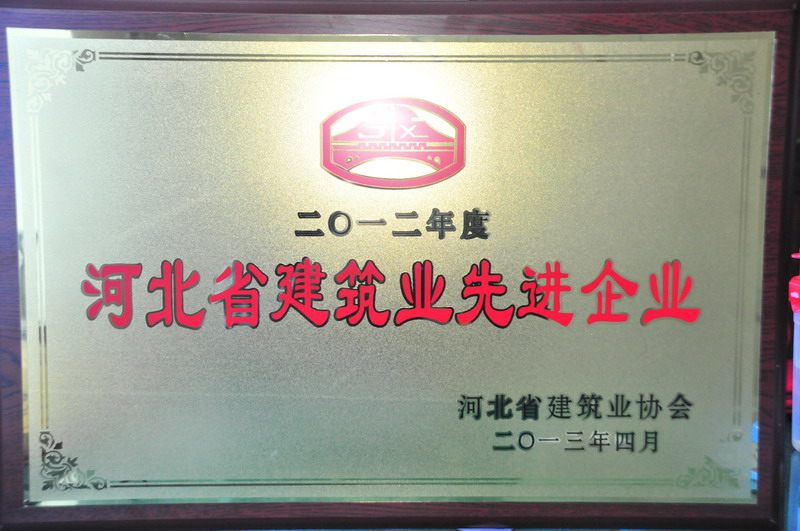 二〇一二年度
河北省建筑业先进企业
河北省建筑业协会
二〇一三年四月